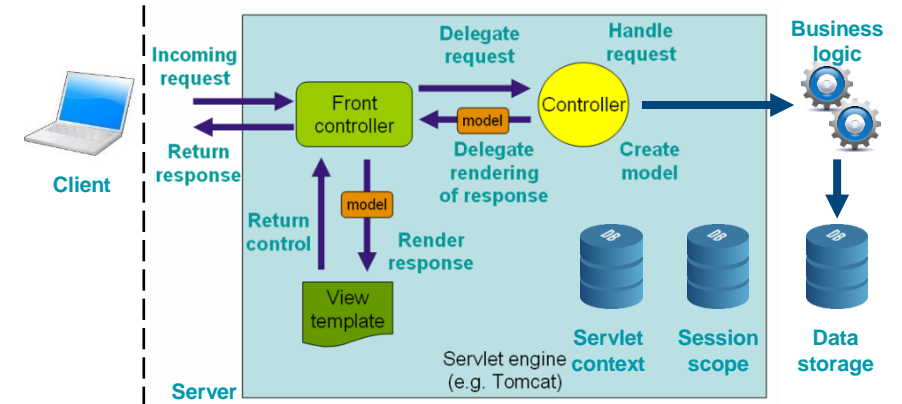 Incoming
request
Return
response
Client
Server
Front
controller
Delegate
request
Handle
request
Controller
model
Delegate
rendering
of response
Create
model
Business
logic
Return
control
model
Render
response
View
template
DB
Servlet
context
DB
Session
scope
DB
Data
storage
Servlet engine
(e.g. Tomcat)